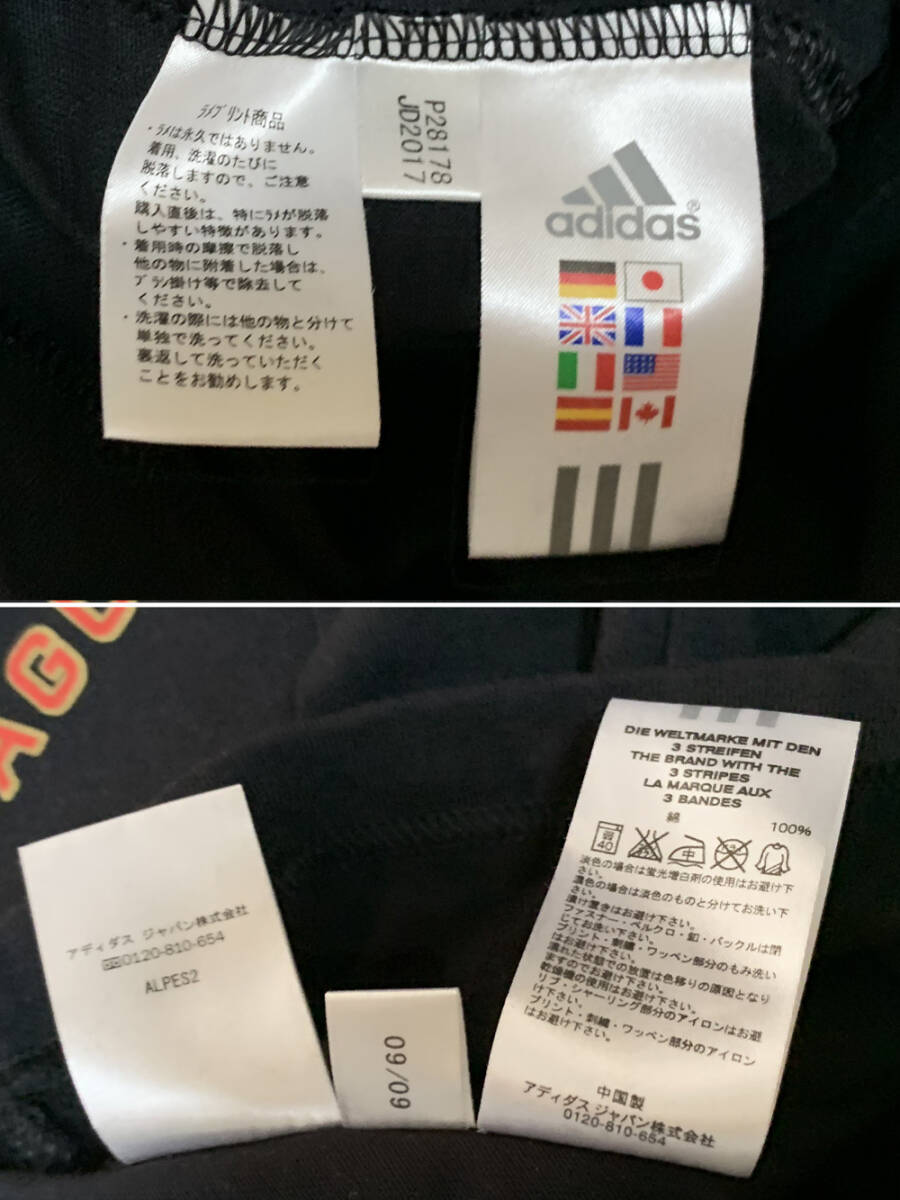 ﾗﾒﾌﾟﾘﾝﾄ商品
・ﾗﾒは永久ではありません。
着用、洗濯のたびに
脱落しますので、ご注意
ください。
購入直後は、特にﾗﾒが脱落
しやすい特徴があります。
・着用時の摩擦で脱落し
他の物に附着した場合は、
ﾌﾞﾗｼ掛け等で除去して
ください。
・洗濯の際には他の物と分けて
単独で洗ってください。
裏返して洗っていただく
ことをお勧めします。
P28178
JD2017
adidas®
AGU
アディダス ジャパン株式会社
0120-810-654
ALPES2
09/09
DIE WELTMARKE MIT DEN
3 STREIFEN
THE BRAND WITH THE
3 STRIPES
LA MARQUE AUX
3 BANDES
綿 100%
弱 40 中
淡色の場合は蛍光増白剤の使用はお避け下
さい。
濃色の場合は淡色のものと分けてお洗い下
さい。
漬け置きはお避け下さい。
ファスナー・ベルクロ・釦・バックルは閉
じてお洗い下さい。
プリント・刺繍・ワッペン部分のもみ洗い
はお避け下さい。
濡れた状態での放置は色移りの原因となり
ますのでお避け下さい。
乾燥機の使用はお避け下さい。
リブ・シャーリング部分のアイロンはお避
け下さい。
プリント・刺繍・ワッペン部分のアイロン
はお避け下さい。
中国製
アディダス ジャパン株式会社
0120-810-654